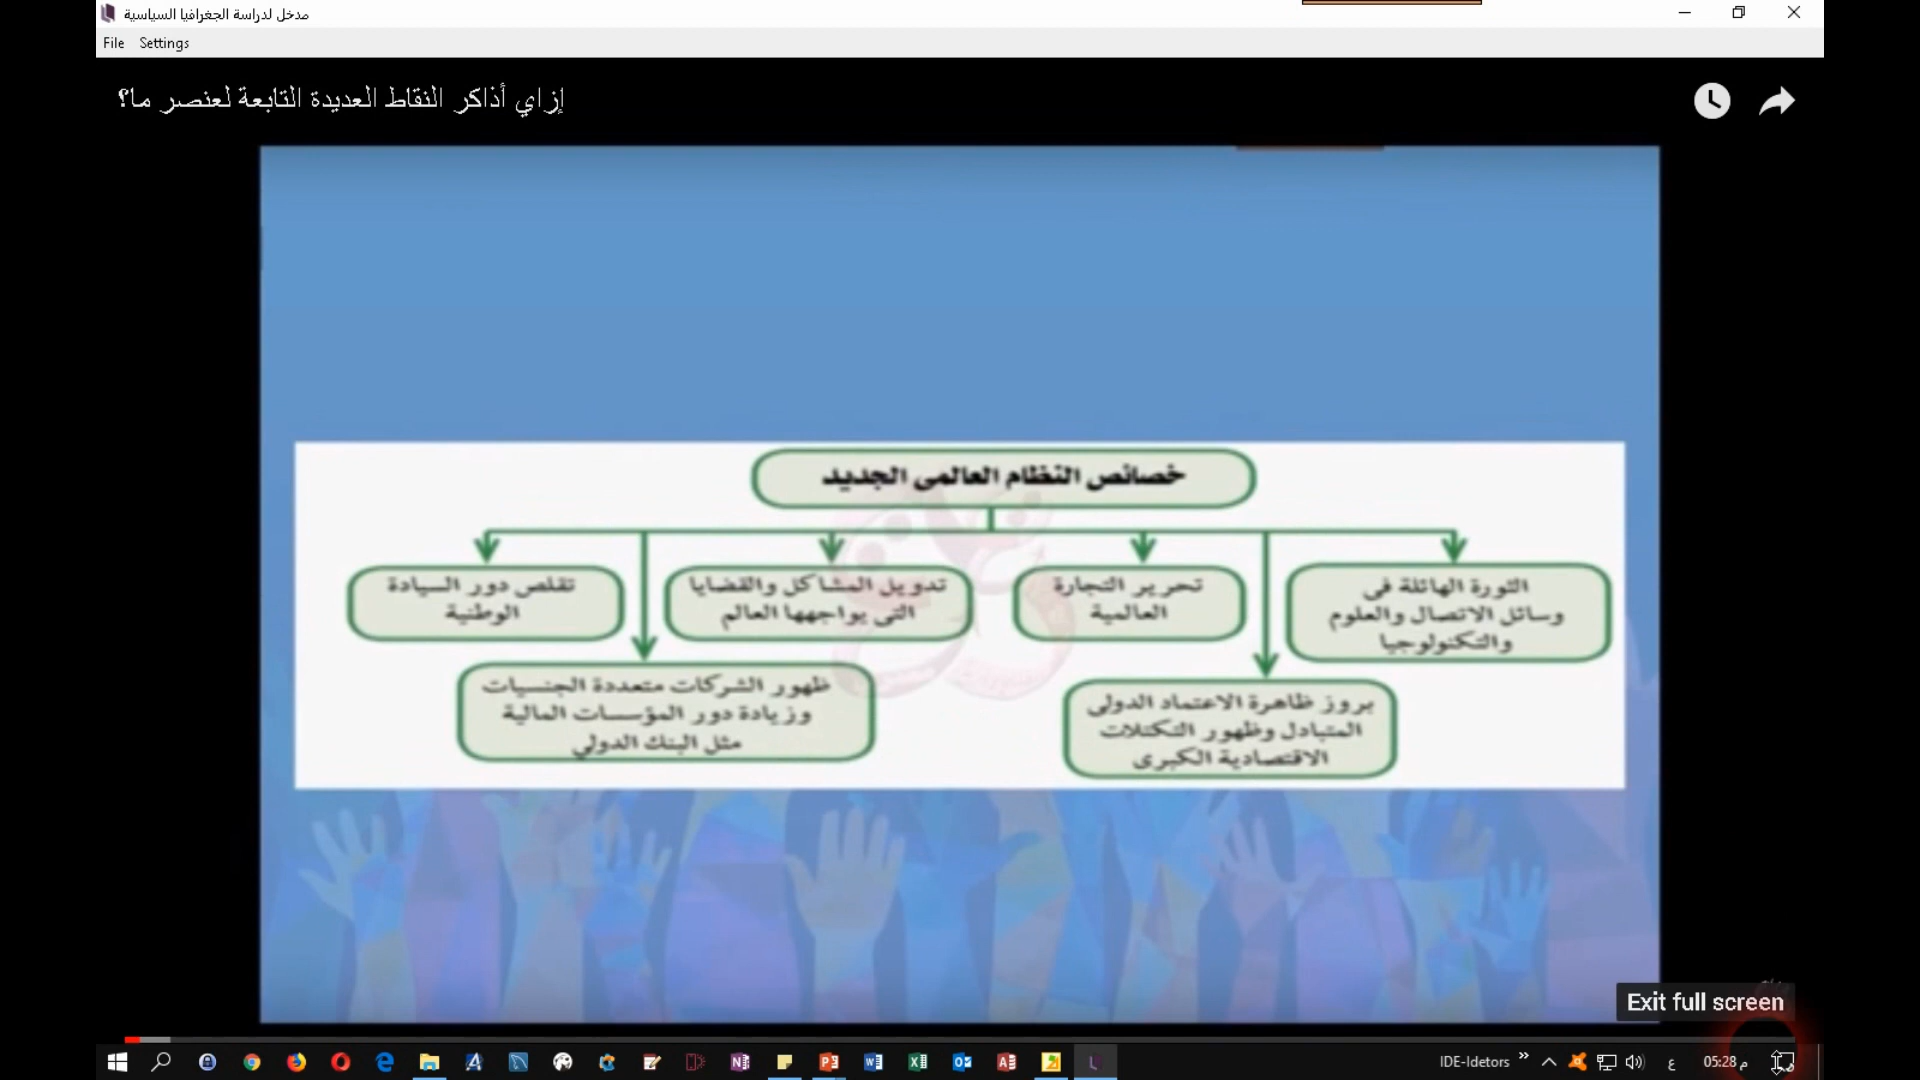 مدخل لدراسة الجغرافيا السياسية
File Settings
إزاي أذاكر النقاط العديدة التابعة لعنصر ما؟
خصائص النظام العالمى الجديد
الثورة الهائلة فى
وسائل الاتصال والعلوم
والتكنولوجيا
تحرير التجارة
العالمية
تدويل المشاكل والقضايا
التى يواجهها العالم
تقلص دور السيادة
الوطنية
بروز ظاهرة الاعتماد الدولى
المتبادل وظهور التكتلات
الاقتصادية الكبرى
ظهور الشركات متعددة الجنسيات
وزيادة دور المؤسسات المالية
مثل البنك الدولي
Exit full screen
IDE-Idetors
ع
05:28 م